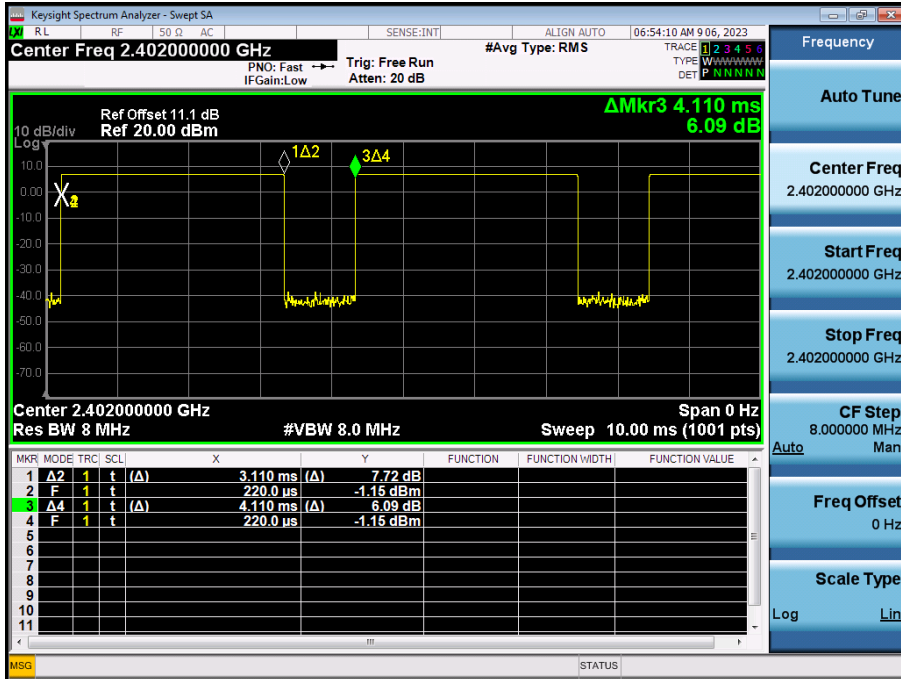 Keysight Spectrum Analyzer - Swept SA
LXI RL RF 50 Ω AC SENSE:INT ALIGN AUTO 06:54:10 AM 9 06, 2023
Center Freq 2.402000000 GHz #Avg Type: RMS TRACE 1 2 3 4 5 6
PNO: Fast Trig: Free Run TYPE WWWWWW
IFGain:Low Atten: 20 dB DET P N N N N N
Frequency
ΔMkr3 4.110 ms
6.09 dB
Ref Offset 11.1 dB
10 dB/div Ref 20.00 dBm
Log
1Δ2
3Δ4
10.0
0.00
-10.0
-20.0
-30.0
-40.0
-50.0
-60.0
-70.0
Center 2.402000000 GHz Span 0 Hz
Res BW 8 MHz #VBW 8.0 MHz Sweep 10.00 ms (1001 pts)
MKR MODE TRC SCL X Y FUNCTION FUNCTION WIDTH FUNCTION VALUE
1 Δ2 1 t (Δ) 3.110 ms (Δ) 7.72 dB
2 F 1 t 220.0 µs -1.15 dBm
3 Δ4 1 t (Δ) 4.110 ms (Δ) 6.09 dB
4 F 1 t 220.0 µs -1.15 dBm
5
6
7
8
9
10
11
MSG STATUS
Auto Tune
Center Freq
2.402000000 GHz
Start Freq
2.402000000 GHz
Stop Freq
2.402000000 GHz
CF Step
8.000000 MHz
Auto Man
Freq Offset
0 Hz
Scale Type
Log Lin